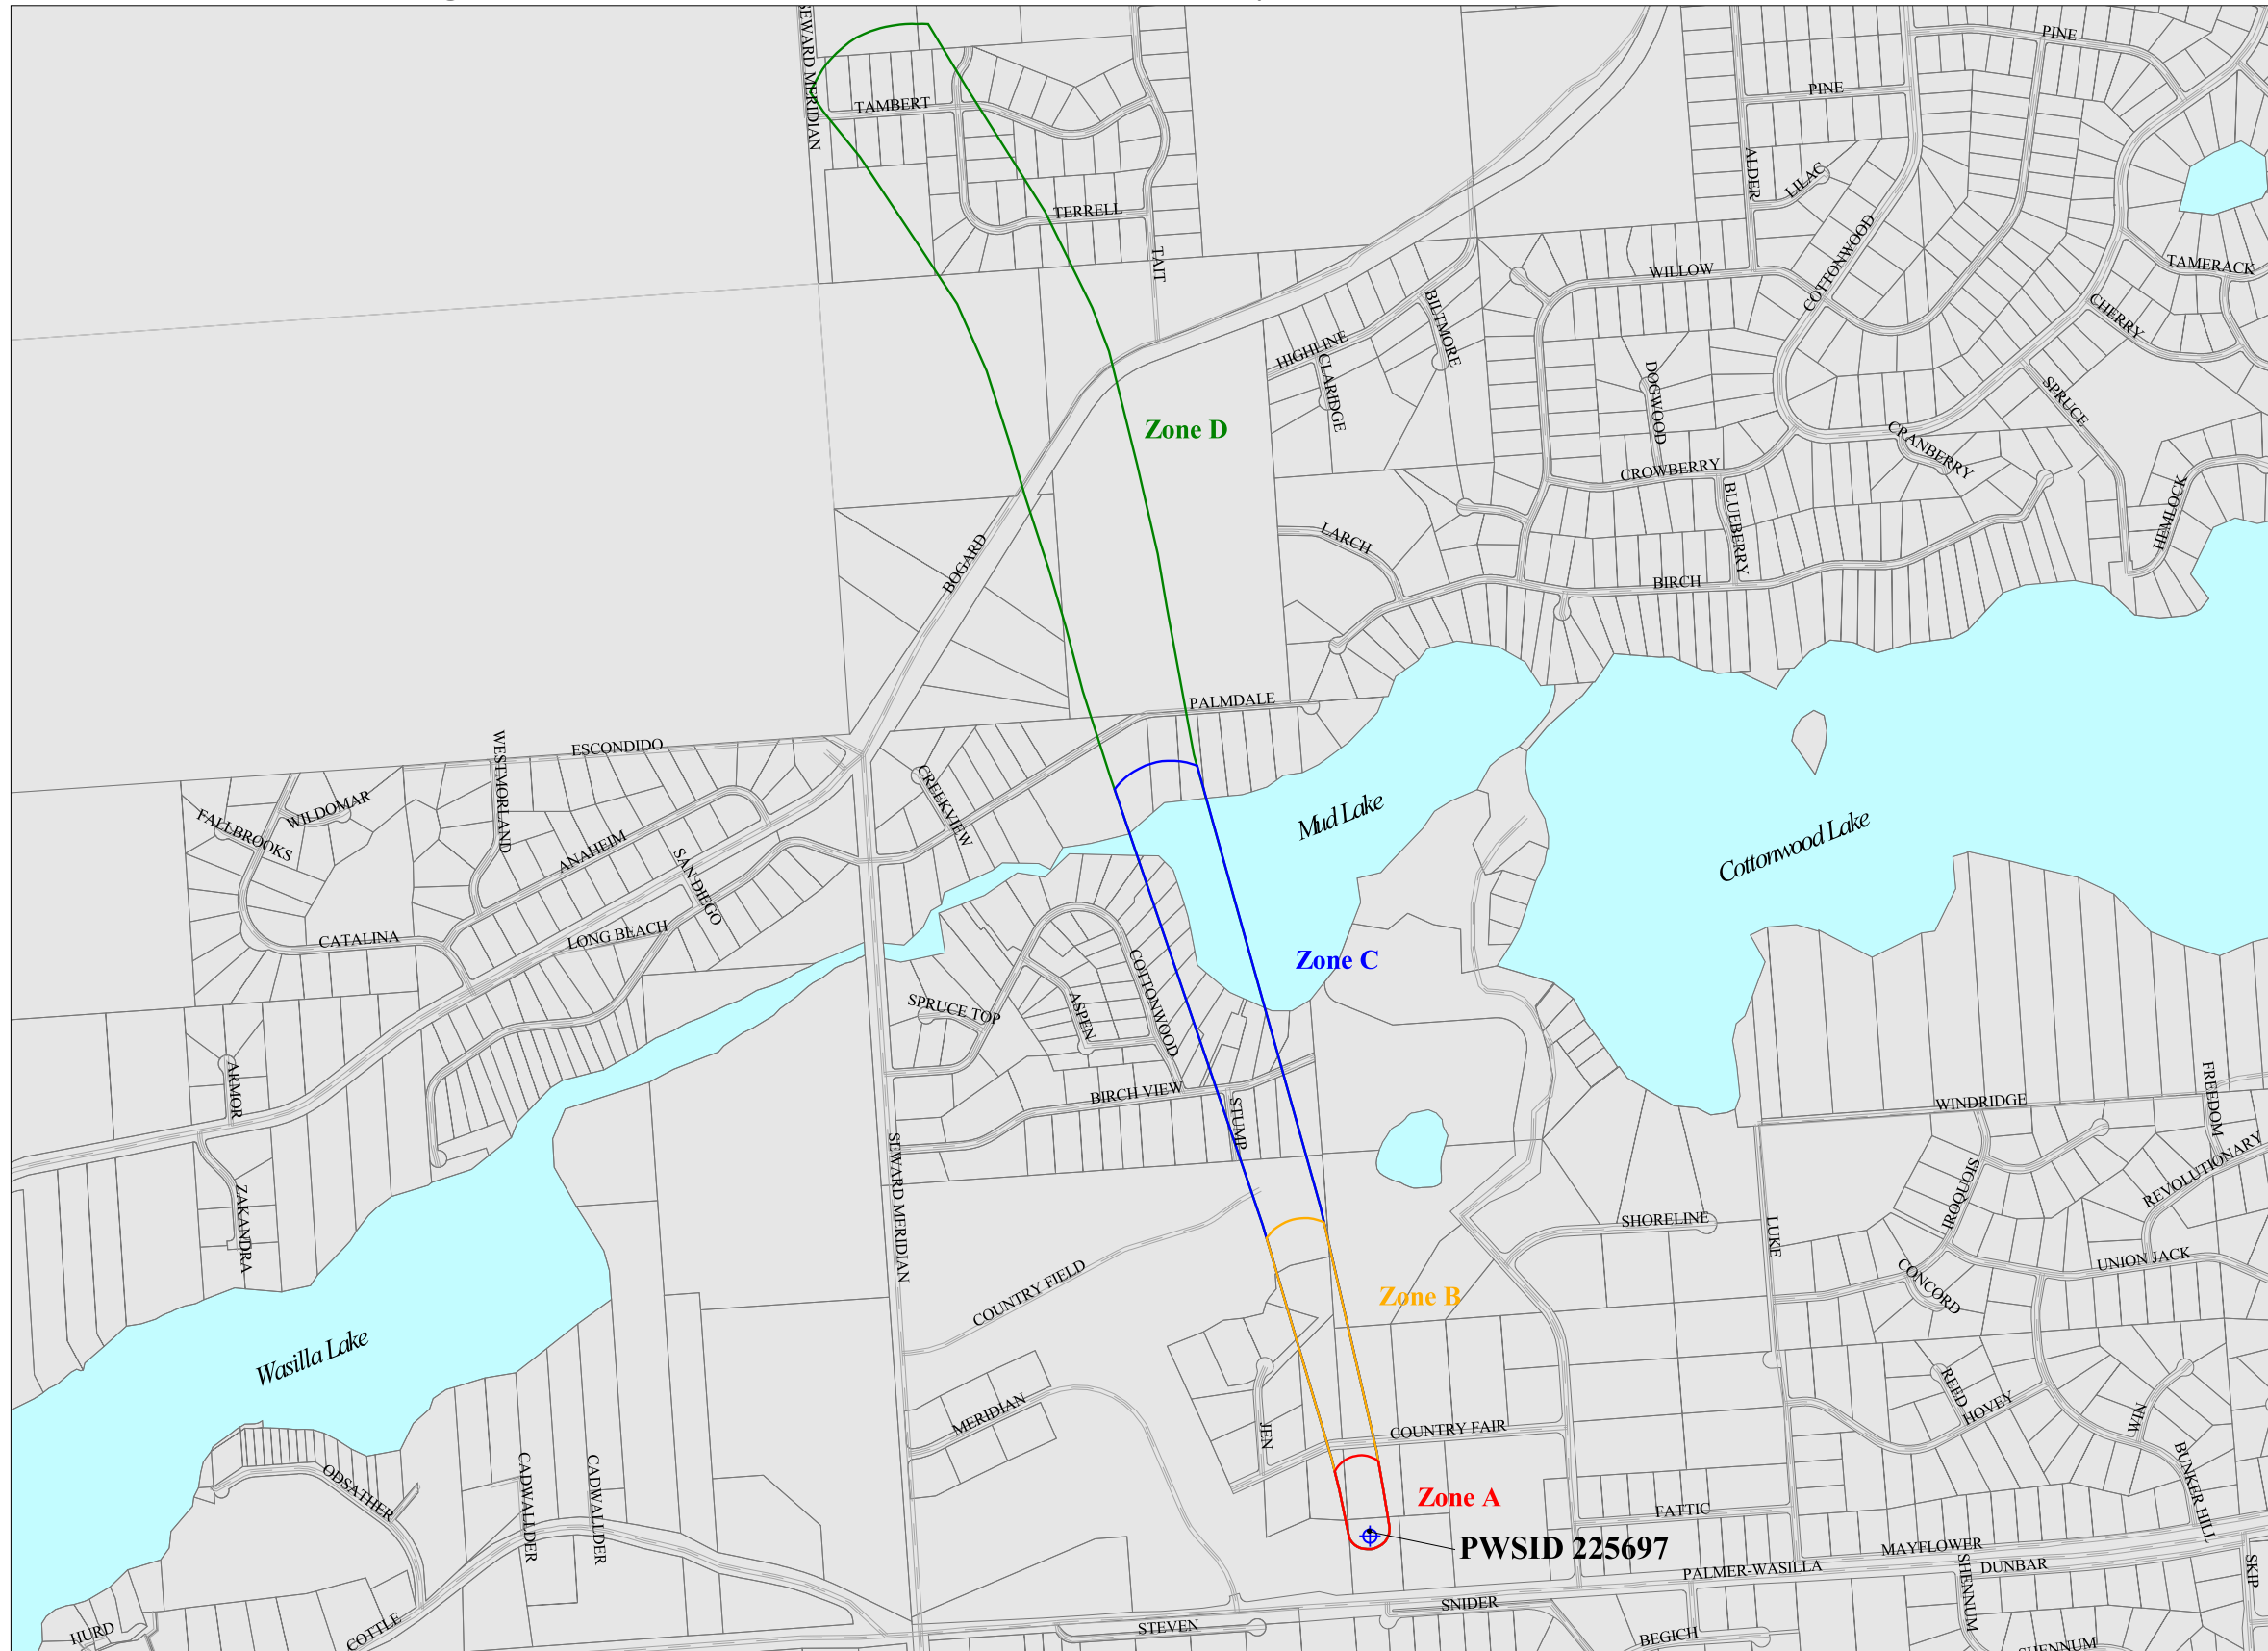 SEWARD MERIDIAN
PINE
TAMBERT
PINE
ALDER
LILAC
TERRELL
TAIT
COTTONWOOD
WILLOW
TAMERACK
BILTMORE
CHERRY
HIGHLINE
CLARIDGE
DOGWOOD
SPRUCE
Zone D
CRANBERRY
CROWBERRY
BLUEBERRY
HEMLOCK
LARCH
BOGARD
BIRCH
PALMDALE
WESTMORLAND
ESCONDIDO
CREEKVIEW
WILDOMAR
FALLBROOKS
Mud Lake
Cottonwood Lake
ANAHEIM
SAN DIEGO
LONG BEACH
CATALINA
Zone C
COTTONWOOD
ASPEN
SPRUCE TOP
ARMOR
BIRCH VIEW
STUMP
FREEDOM
WINDRIDGE
SEWARD MERIDIAN
REVOLUTIONARY
IROQUOIS
ZAKANDRA
SHORELINE
LUKE
UNION JACK
CONCORD
COUNTRY FIELD
Zone B
Wasilla Lake
REED
HOVEY
WIN
MERIDIAN
JEN
COUNTRY FAIR
BUNKER HILL
CADWALLDER
CADWALLDER
ODSATHER
Zone A
FATTIC
PWSID 225697
MAYFLOWER
PALMER-WASILLA
DUNBAR
SHENNUM
SKIP
SNIDER
STEVEN
BEGICH
SHENNUM
COTTLE
HURD